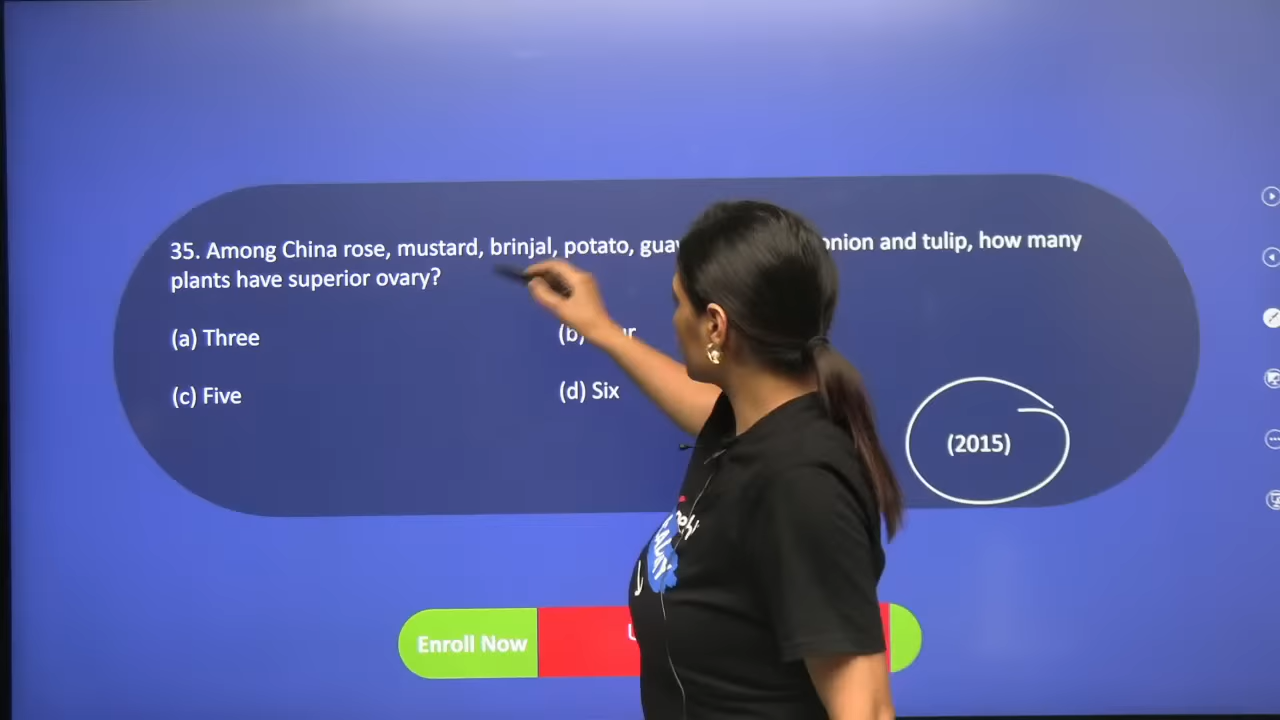 35. Among China rose, mustard, brinjal, potato, onion and tulip, how many
plants have superior ovary?
(a) Three
(b)
(c) Five
(d) Six
(2015)
Enroll Now